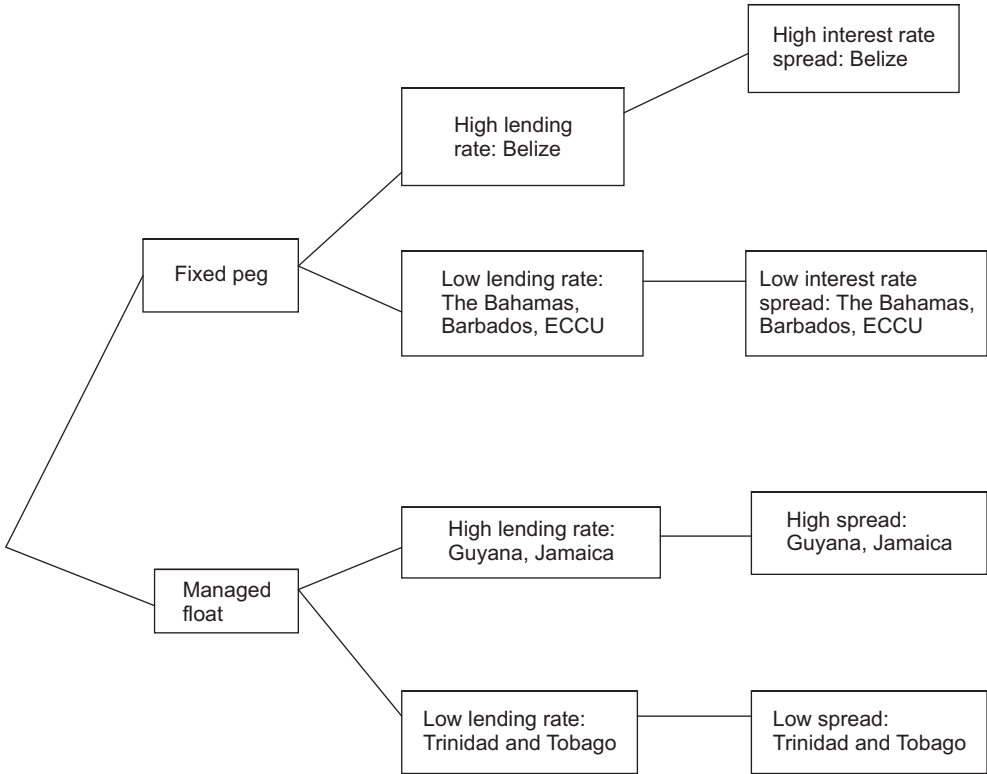 High interest rate
spread: Belize
High lending
rate: Belize
Fixed peg
Low lending rate:
The Bahamas,
Barbados, ECCU
Low interest rate
spread: The Bahamas,
Barbados, ECCU
High lending rate:
Guyana, Jamaica
High spread:
Guyana, Jamaica
Managed
float
Low lending rate:
Trinidad and Tobago
Low spread:
Trinidad and Tobago